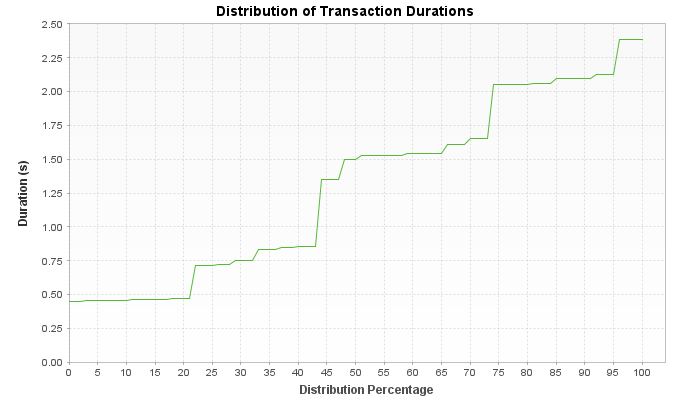 Distribution of Transaction Durations
2.50
2.25
2.00
1.75
1.50
1.25
1.00
0.75
0.50
0.25
0.00
Duration (s)
0 5 10 15 20 25 30 35 40 45 50 55 60 65 70 75 80 85 90 95 100
Distribution Percentage